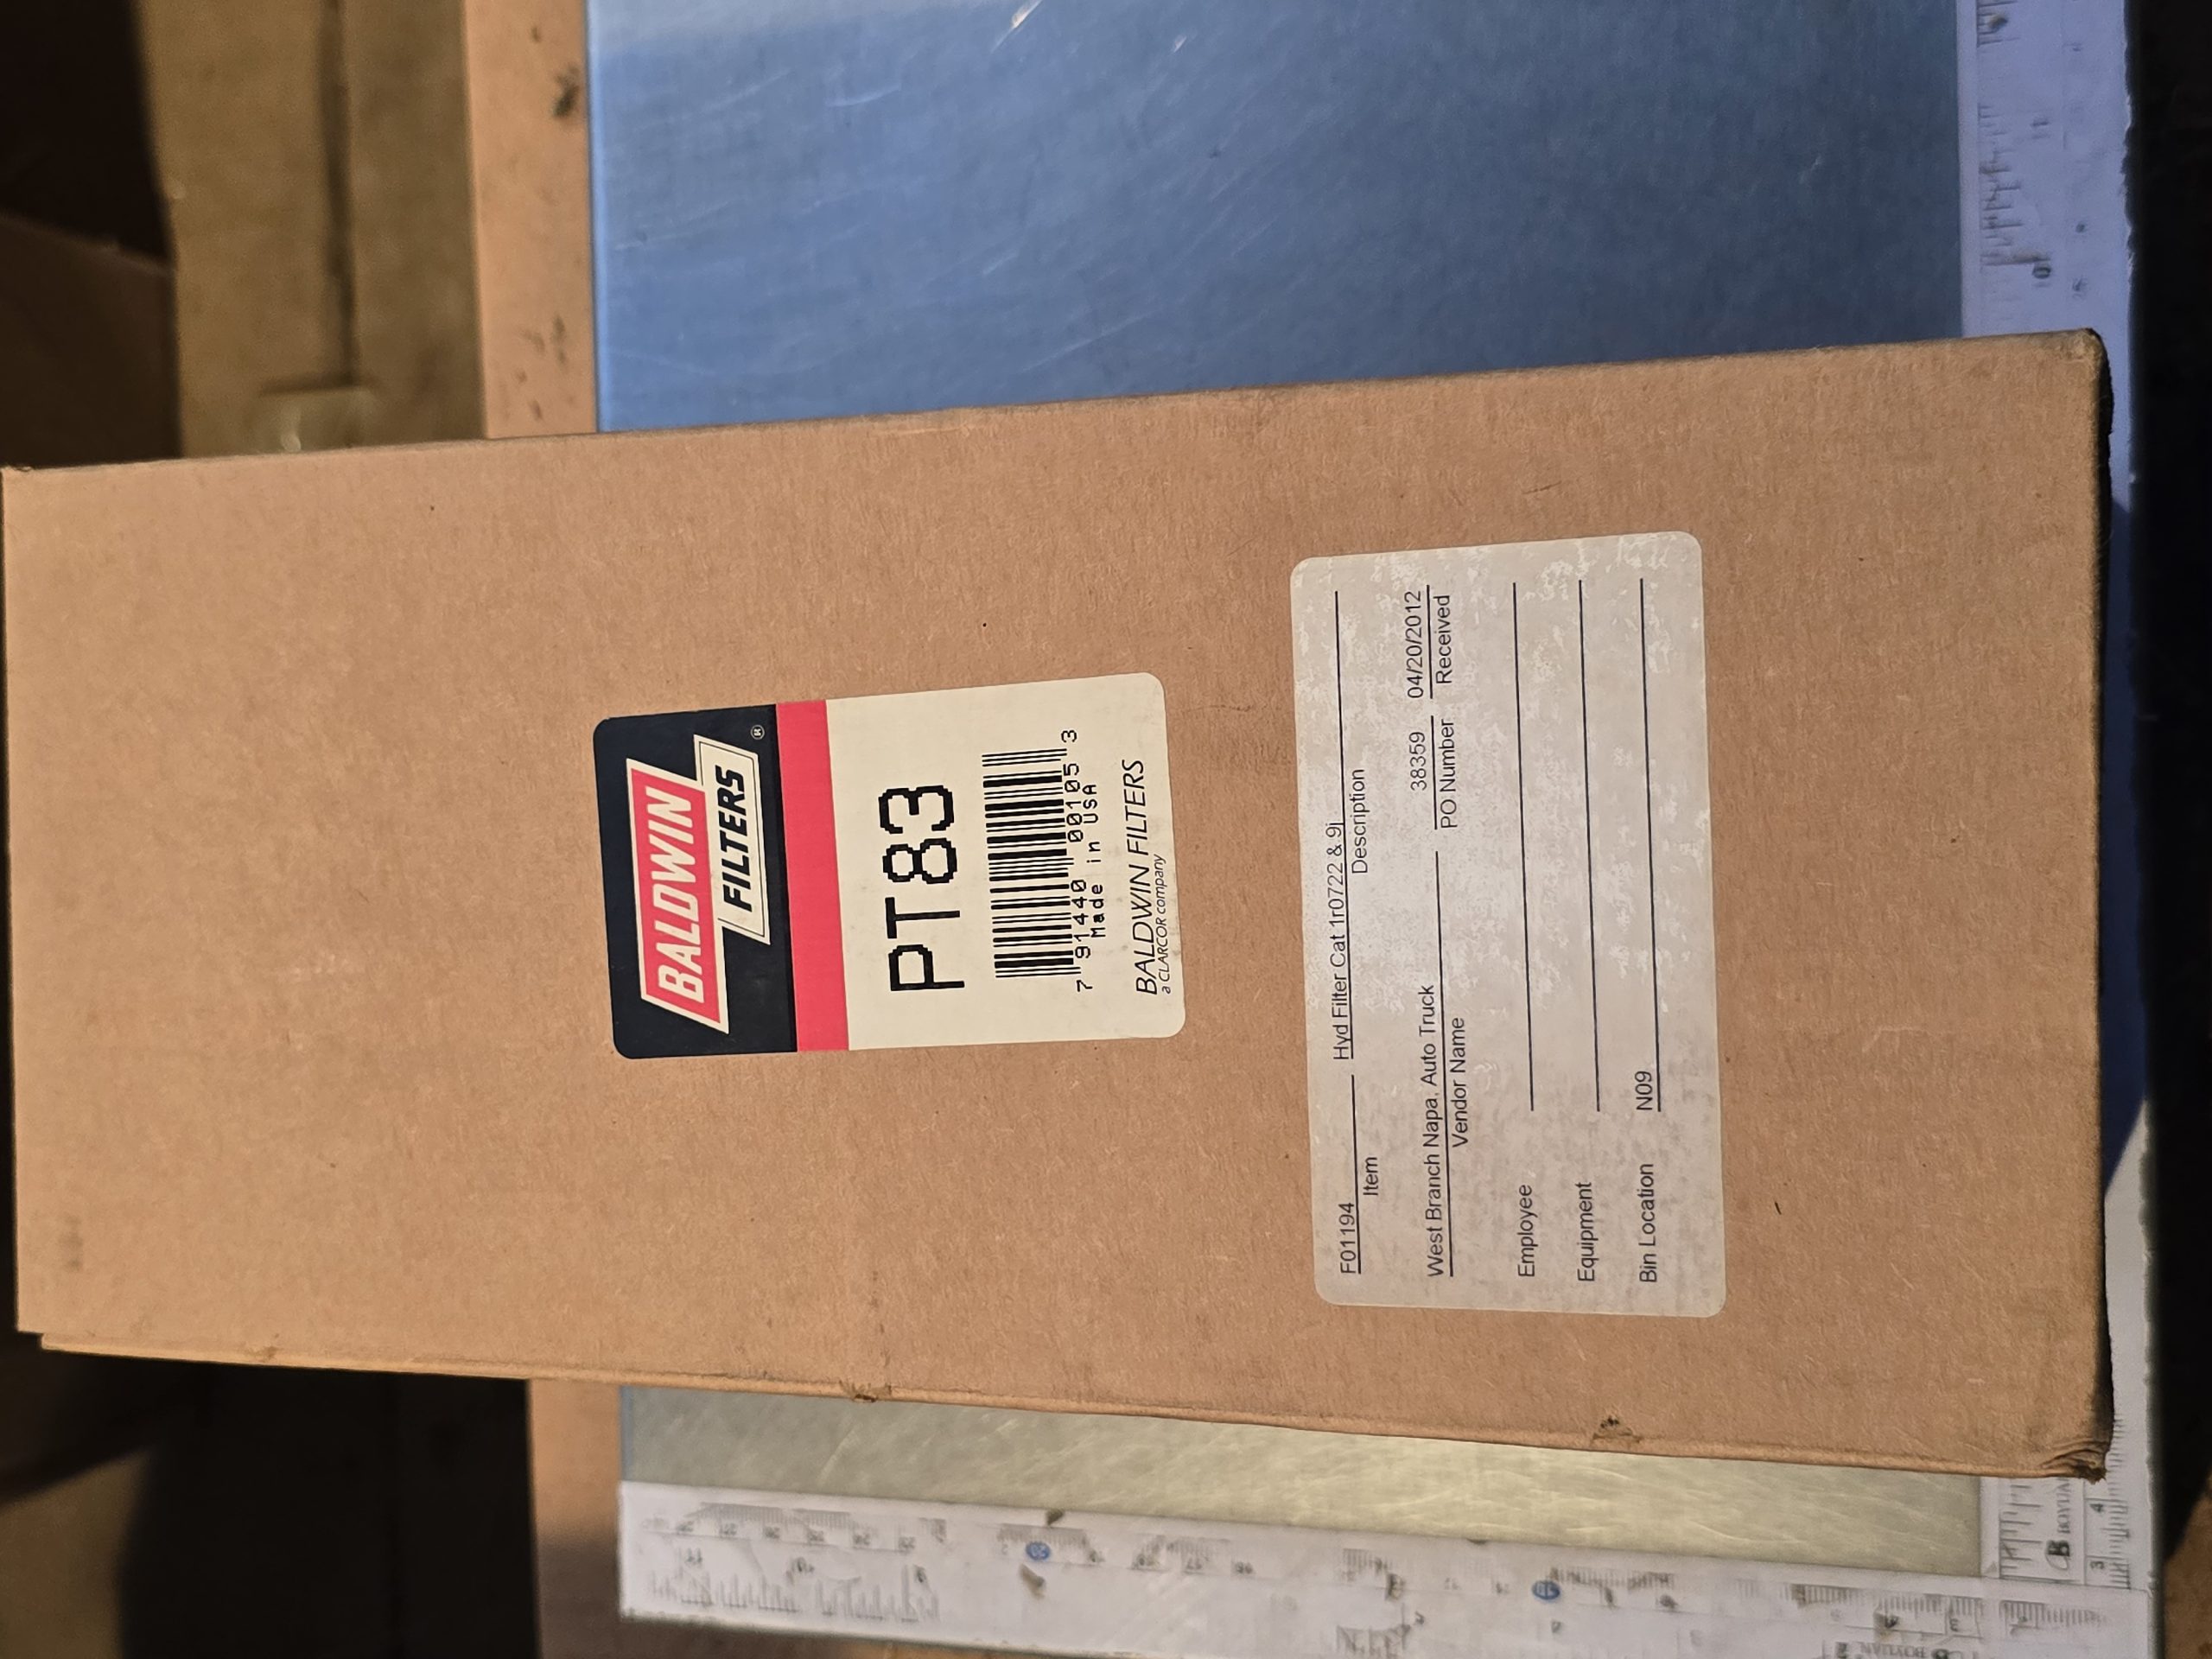 BALDWIN
FILTERS ®
PT83
7 91440 00105 3
Made in USA
BALDWIN FILTERS
a CLARCOR company
F01194 Hyd Filter Cat 1r0722 & 9j
Item Description
West Branch Napa, Auto Truck 38359 04/20/2012
Vendor Name PO Number Received
Employee
Equipment
Bin Location N09